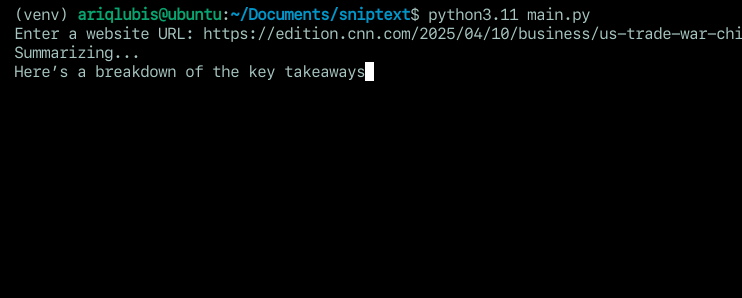 (venv) ariqlubis@ubuntu:~/Documents/sniptext$ python3.11 main.py
Enter a website URL: https://edition.cnn.com/2025/04/10/business/us-trade-war-chi
Summarizing...
Here’s a breakdown of the key takeaways